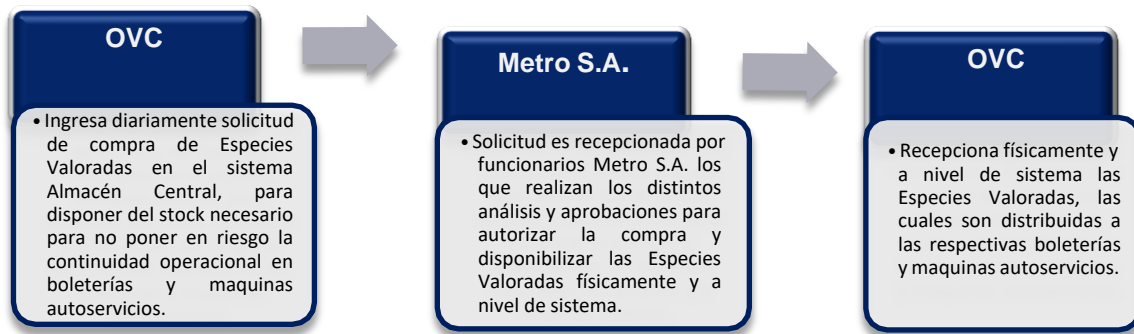 OVC
• Ingresa diariamente solicitud
de compra de Especies
Valoradas en el sistema
Almacén Central, para
disponer del stock necesario
para no poner en riesgo la
continuidad operacional en
boleterías y maquinas
autoservicios.
Metro S.A.
• Solicitud es recepcionada por
funcionarios Metro S.A. los
que realizan los distintos
análisis y aprobaciones para
autorizar la compra y
disponibilizar las Especies
Valoradas físicamente y a
nivel de sistema.
OVC
• Recepciona físicamente y
a nivel de sistema las
Especies Valoradas, las
cuales son distribuidas a
las respectivas boleterías
y maquinas autoservicios.